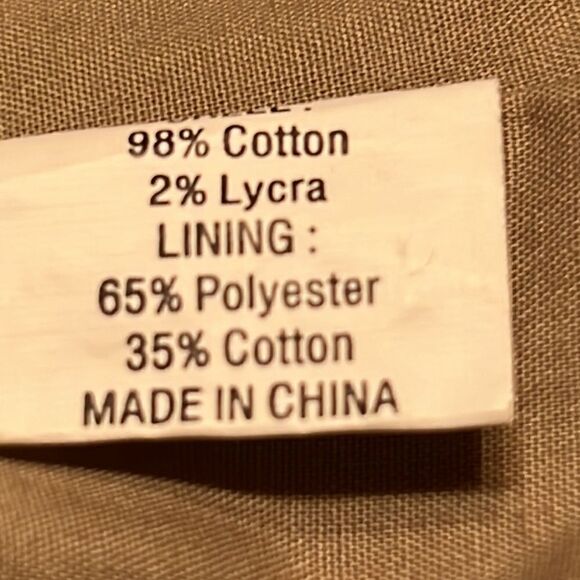 98% Cotton
2% Lycra
LINING :
65% Polyester
35% Cotton
MADE IN CHINA